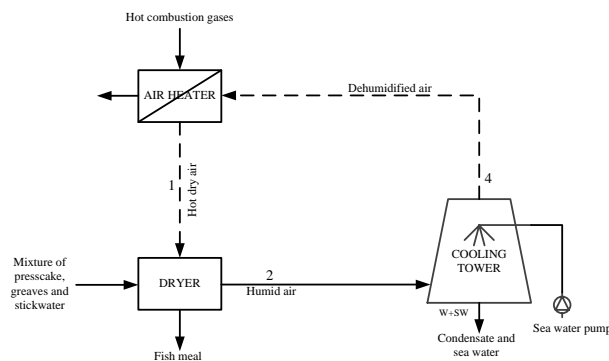 Hot combustion gases
Dehumidified air
AIR HEATER
1
Hot dry air
4
Mixture of
presscake,
greaves and
stickwater
DRYER
2
Humid air
COOLING
TOWER
W+SW
Sea water pump
Condensate and
sea water
Fish meal